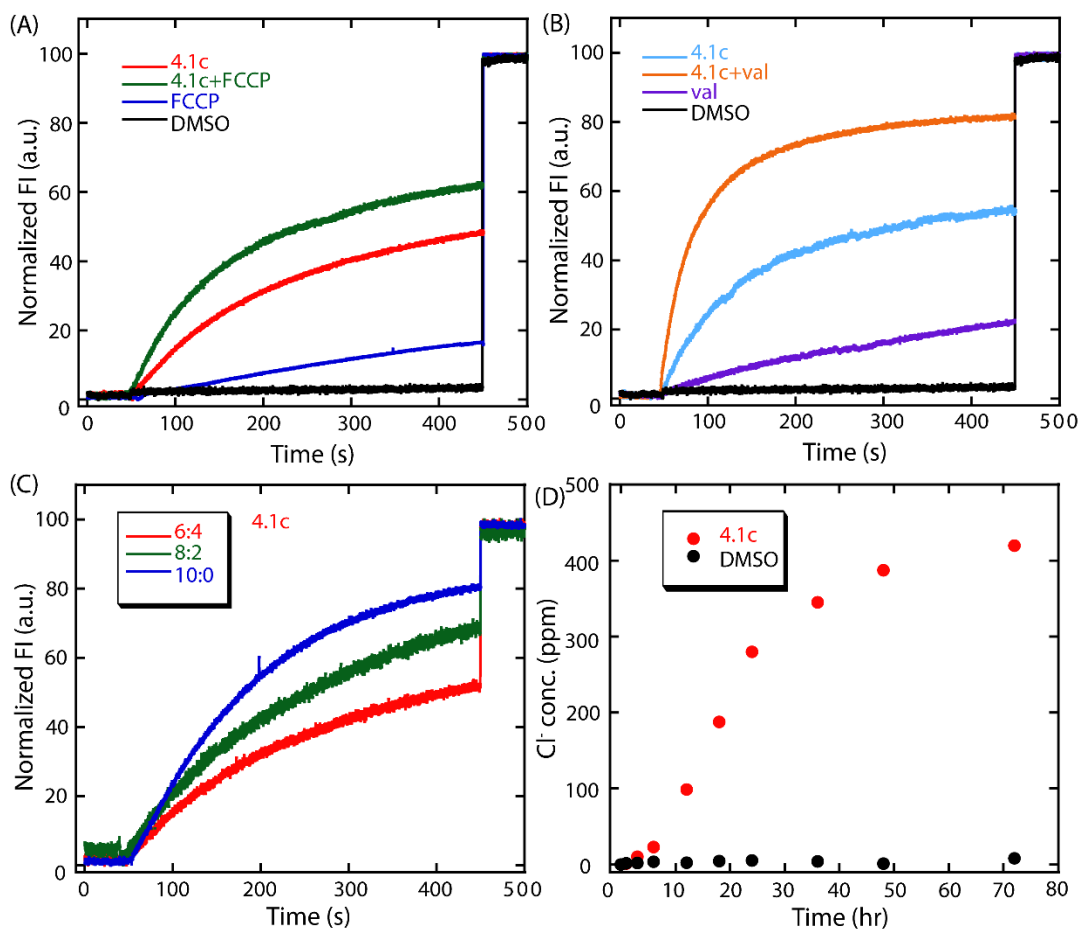 (A)
Normalized FI (a.u.)
100
80
60
40
20
0
4.1c
4.1c+FCCP
FCCP
DMSO
0 100 200 300 400 500
Time (s)
(B)
Normalized FI (a.u.)
100
80
60
40
20
0
4.1c
4.1c+val
val
DMSO
0 100 200 300 400 500
Time (s)
(C)
Normalized FI (a.u.)
100
80
60
40
20
0
6:4
8:2
10:0
4.1c
0 100 200 300 400 500
Time (s)
(D)
Cl⁻ conc. (ppm)
500
400
300
200
100
0
4.1c
DMSO
0 10 20 30 40 50 60 70 80
Time (hr)